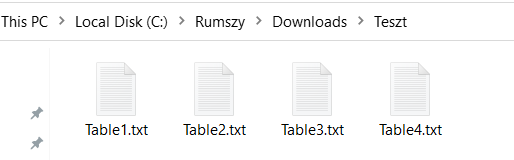 This PC > Local Disk (C:) > Rumszy > Downloads > Teszt
Table1.txt Table2.txt Table3.txt Table4.txt